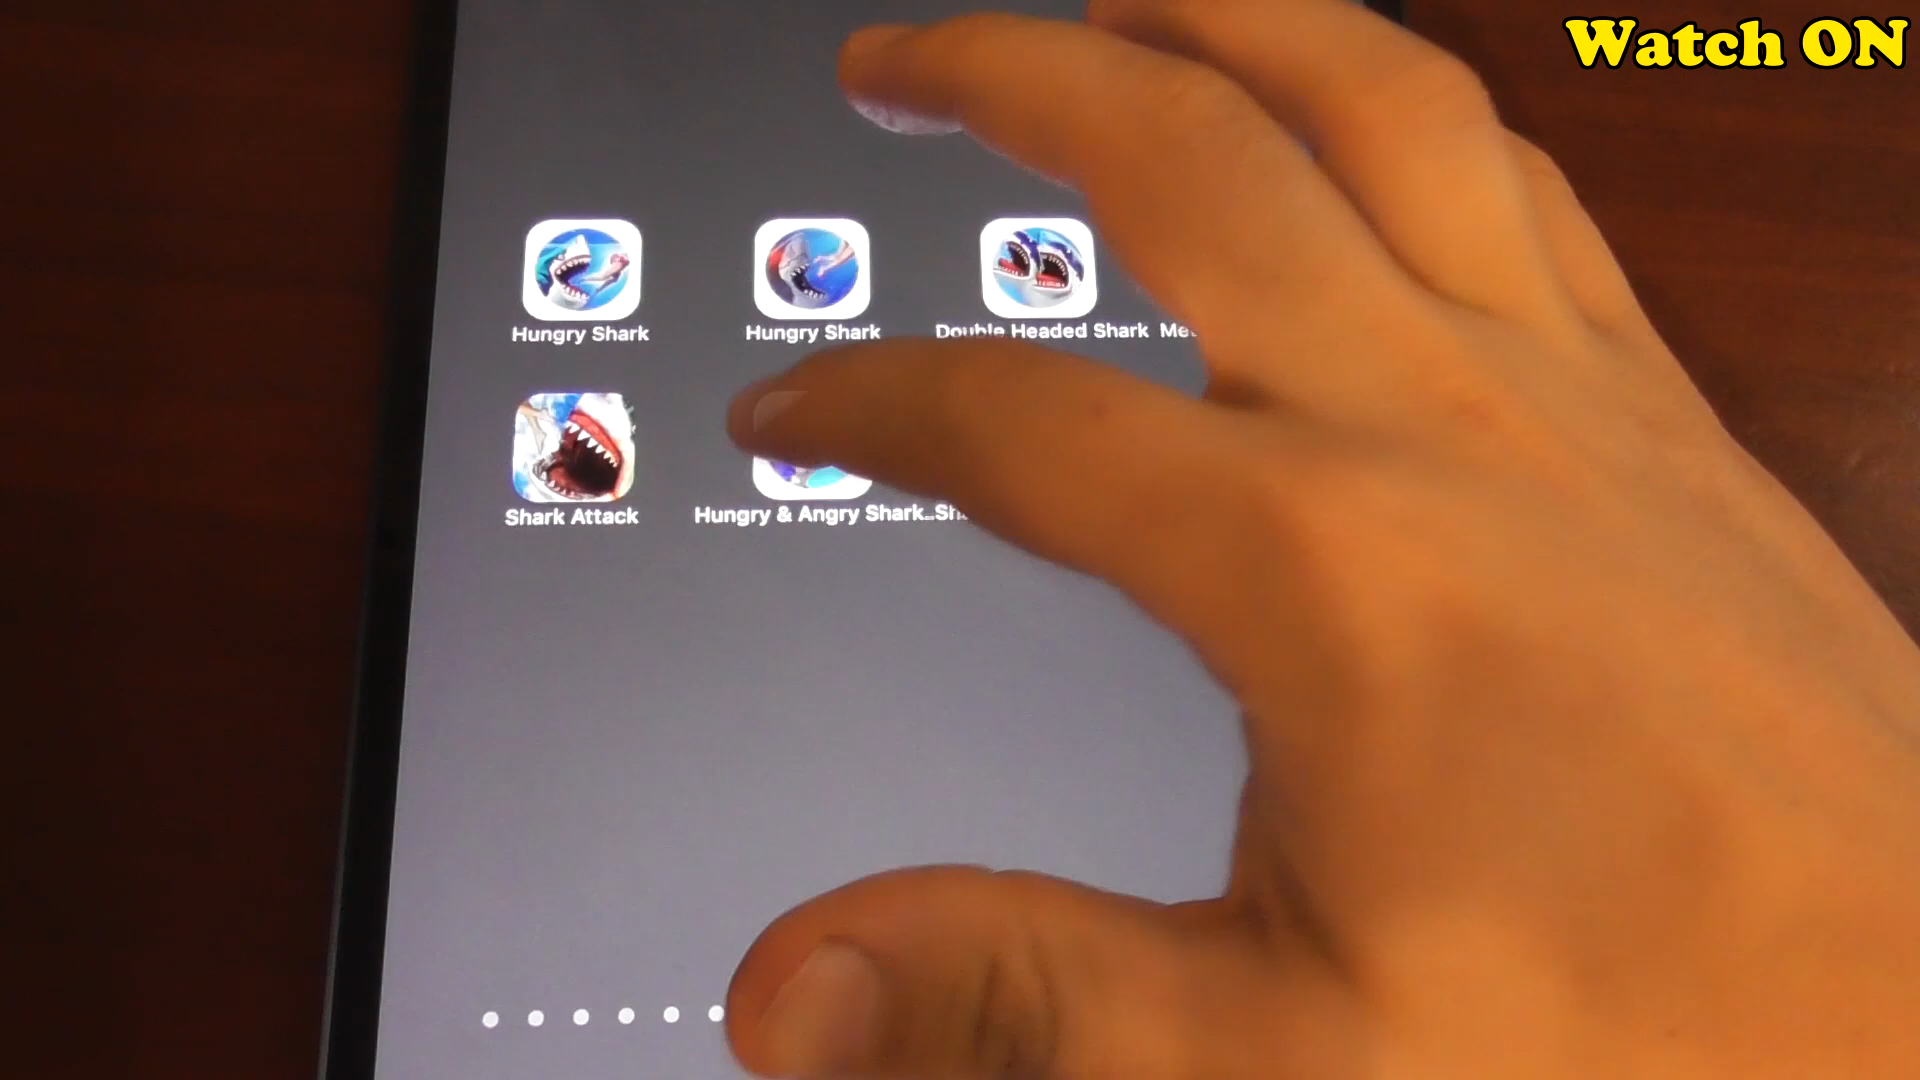 Watch ON
Hungry Shark
Hungry Shark
Double Headed Shark
Shark Attack
Hungry & Angry Shark...